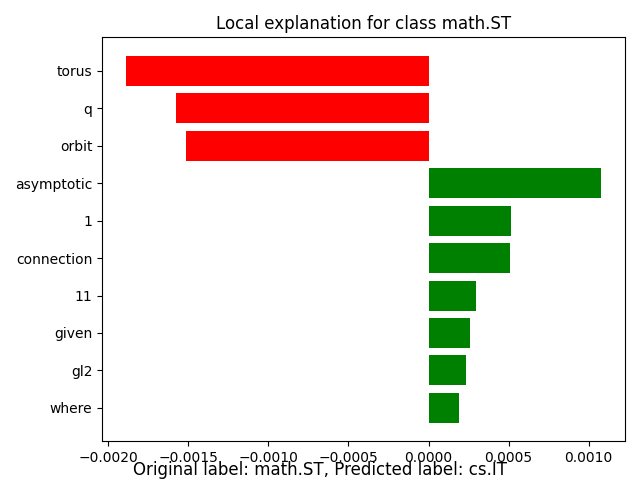 Local explanation for class math.ST
torus
q
orbit
asymptotic
1
connection
11
given
gl2
where
−0.0020 −0.0015 −0.0010 −0.0005 0.0000 0.0005 0.0010
Original label: math.ST, Predicted label: cs.IT